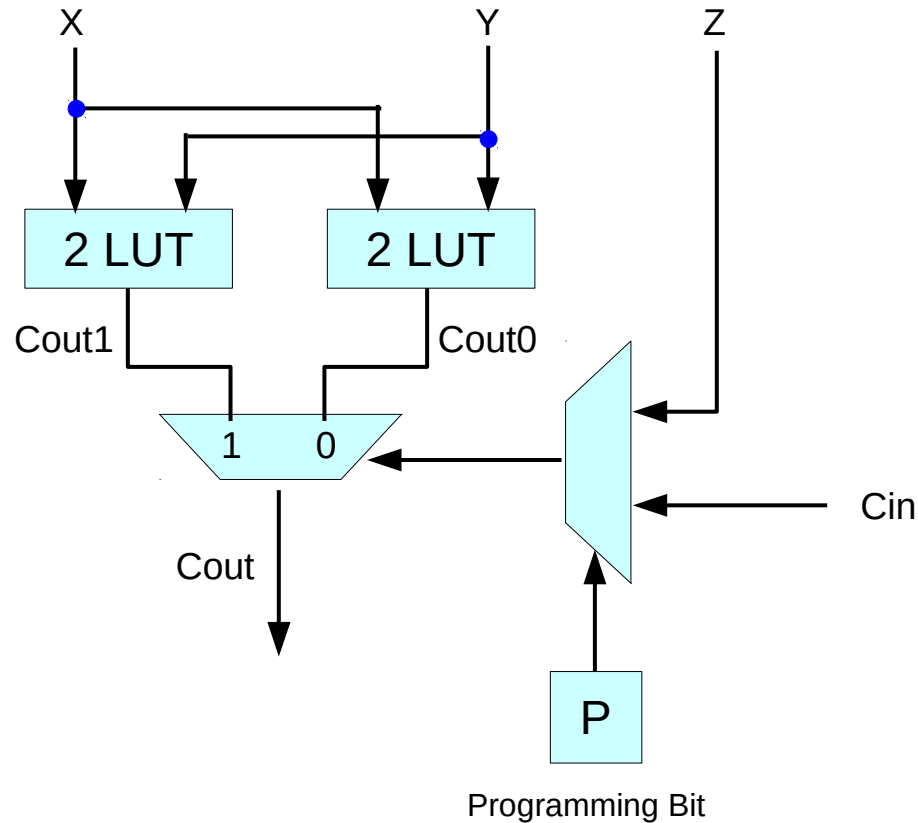 X Y Z
2 LUT 2 LUT
Cout1 Cout0
1 0
Cin
Cout
P
Programming Bit